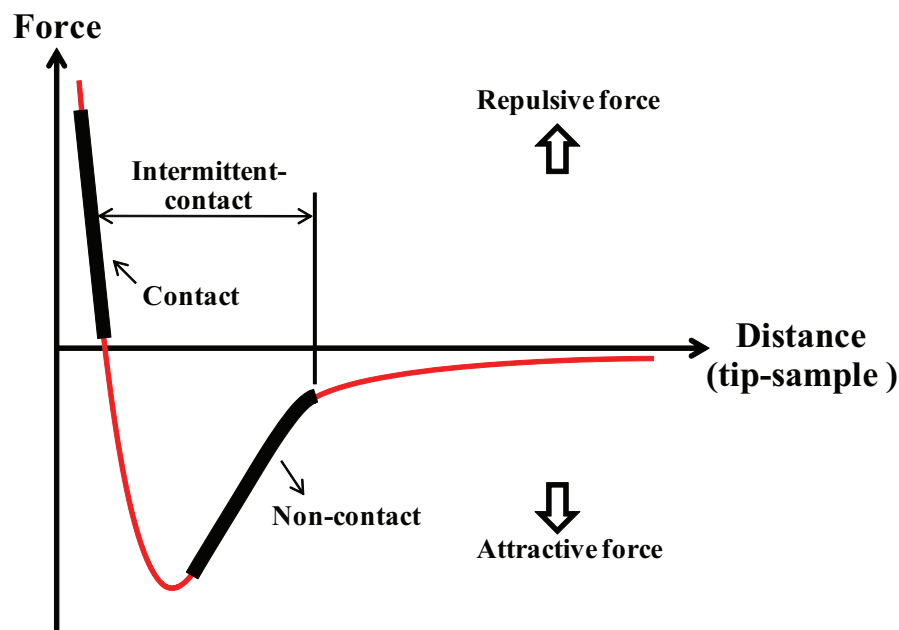 Force
Repulsive force
Intermittent-
contact
Contact
Distance
(tip-sample )
Non-contact
Attractive force